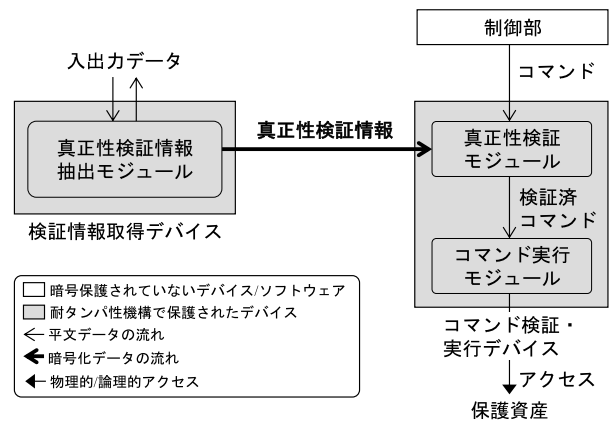 制御部
入出力データ
コマンド
真正性検証情報
真正性検証情報
抽出モジュール
真正性検証
モジュール
検証済
コマンド
検証情報取得デバイス
コマンド実行
モジュール
暗号保護されていないデバイス/ソフトウェア
耐タンパ性機構で保護されたデバイス
平文データの流れ
暗号化データの流れ
物理的/論理的アクセス
コマンド検証・
実行デバイス
アクセス
保護資産